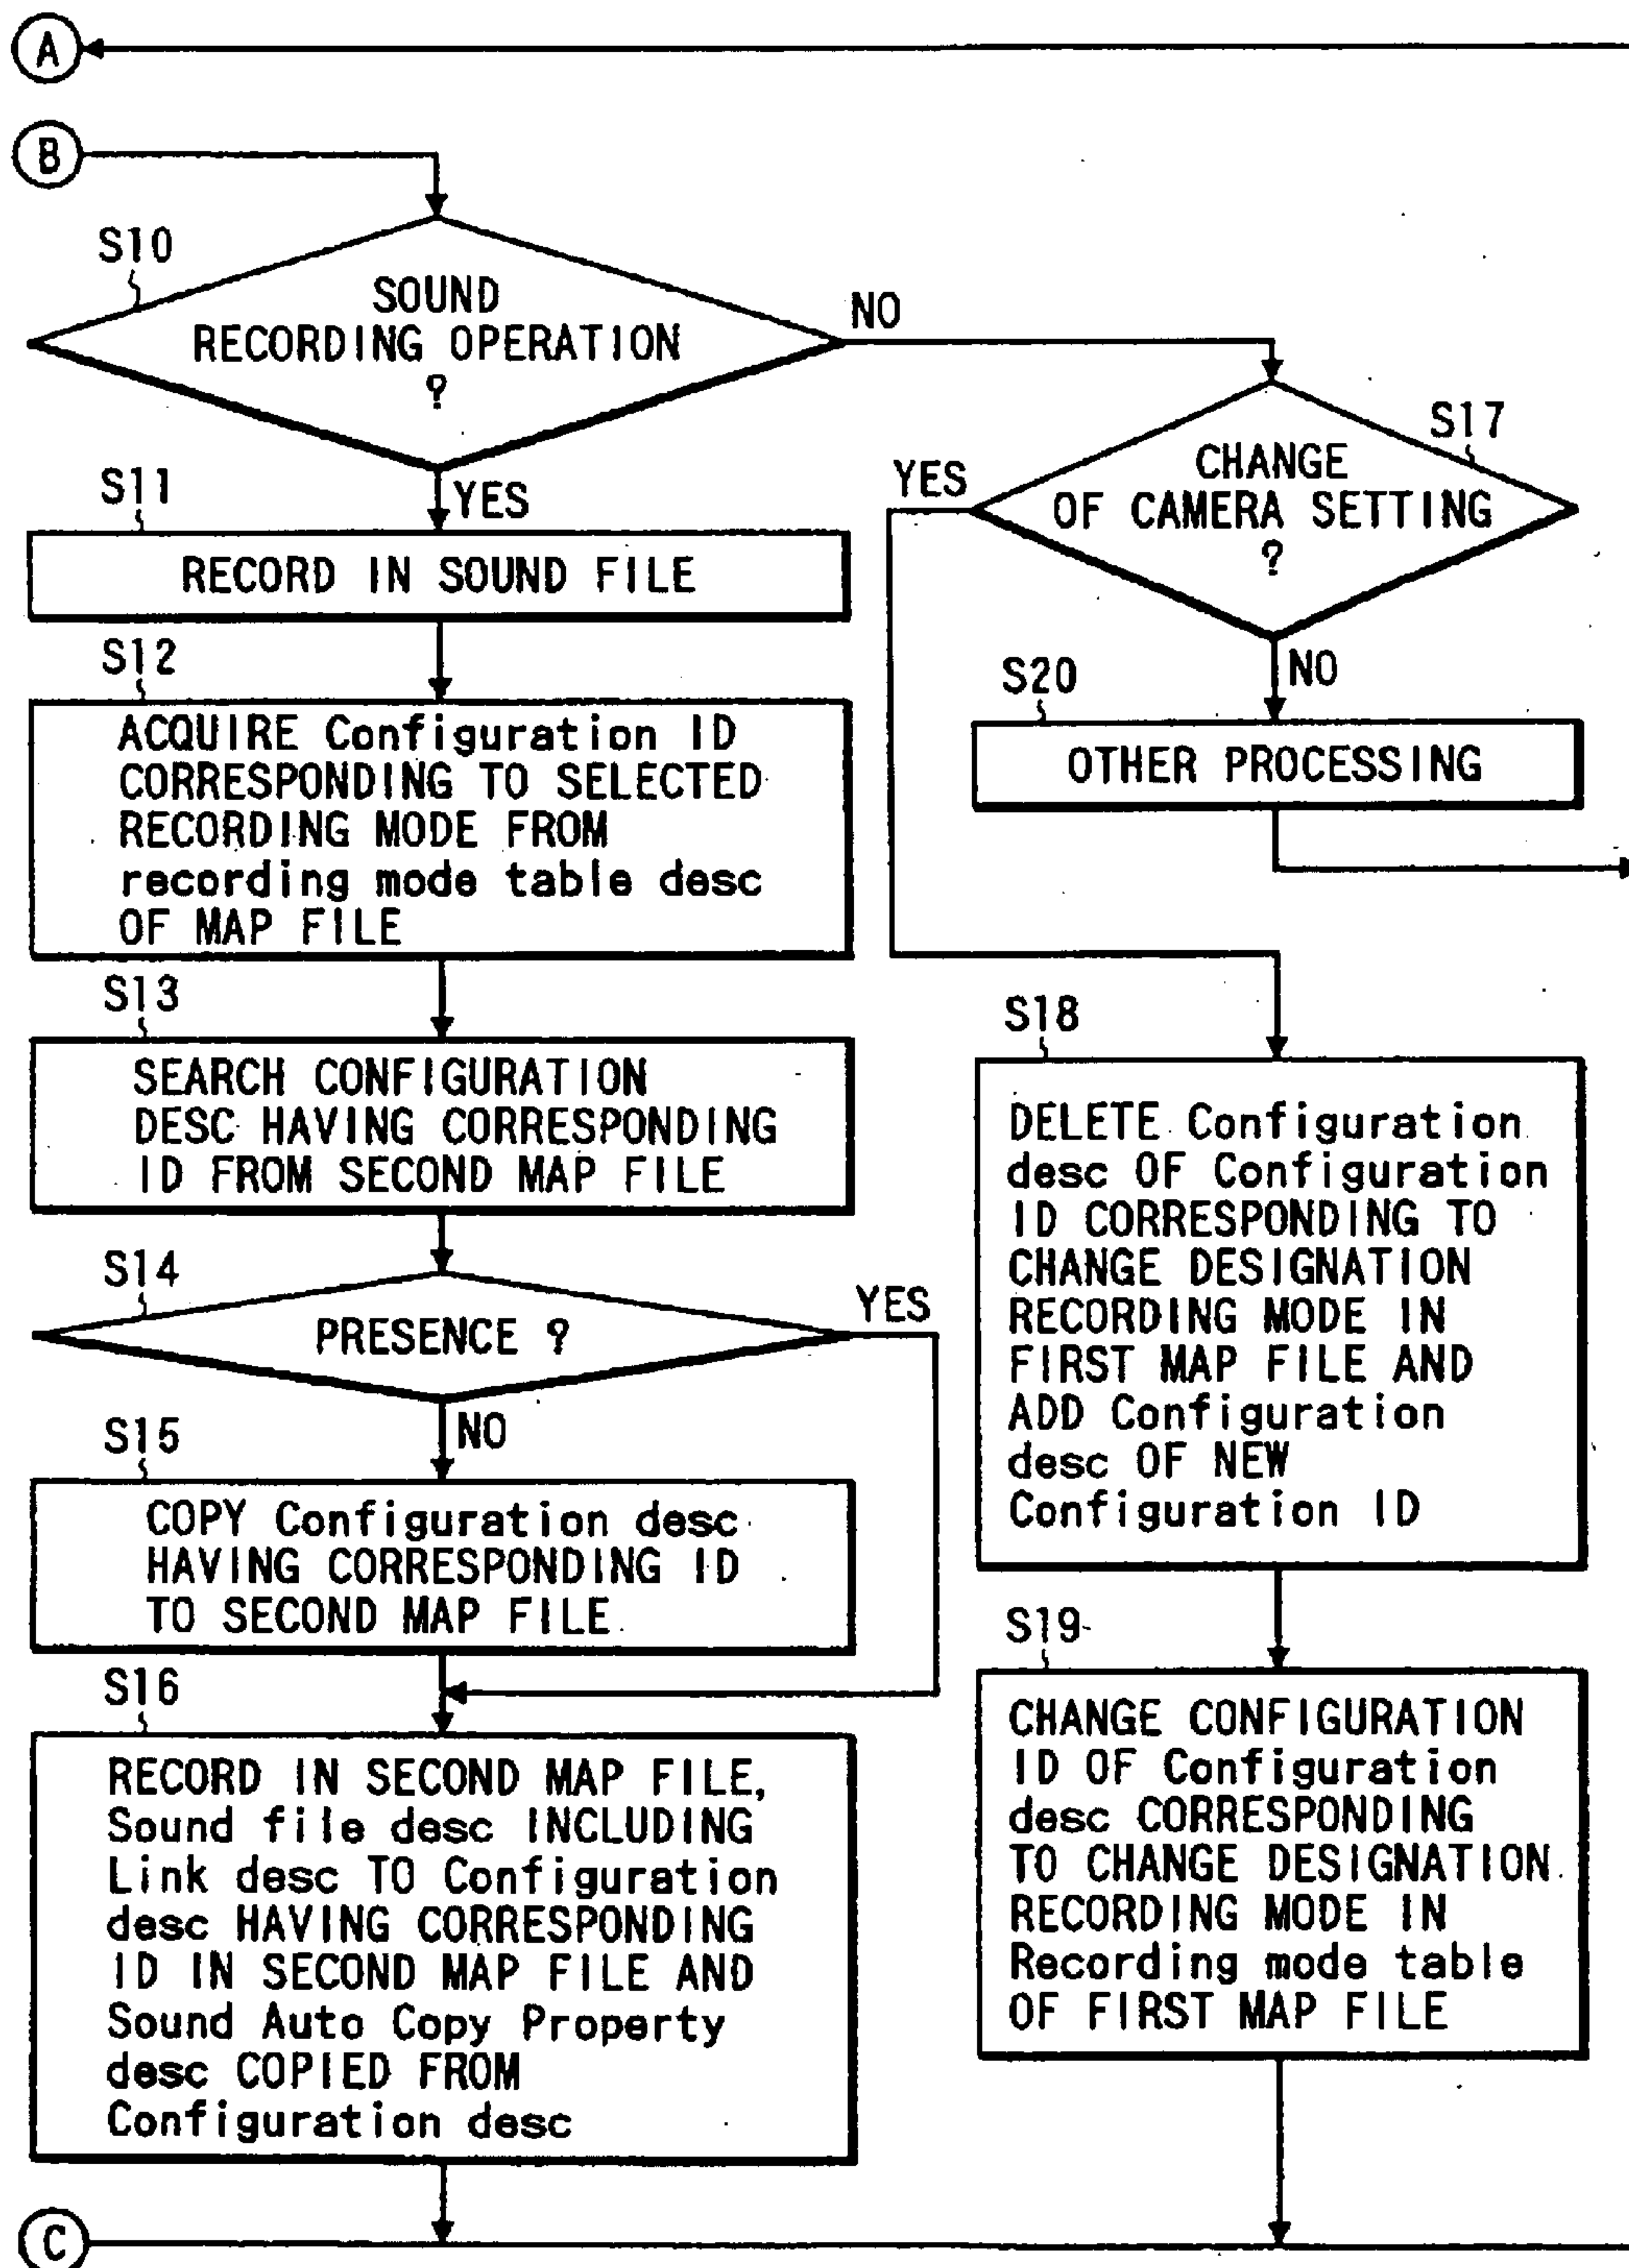 A
B
S10
SOUND
RECORDING OPERATION
?
NO
YES
S11
RECORD IN SOUND FILE
S12
ACQUIRE Configuration ID
CORRESPONDING TO SELECTED
RECORDING MODE FROM
recording mode table desc
OF MAP FILE
S13
SEARCH CONFIGURATION
DESC HAVING CORRESPONDING
ID FROM SECOND MAP FILE
S14
PRESENCE ?
YES
NO
S15
COPY Configuration desc
HAVING CORRESPONDING ID
TO SECOND MAP FILE
S16
RECORD IN SECOND MAP FILE,
Sound file desc INCLUDING
Link desc TO Configuration
desc HAVING CORRESPONDING
ID IN SECOND MAP FILE AND
Sound Auto Copy Property
desc COPIED FROM
Configuration desc
S17
CHANGE
OF CAMERA SETTING
?
YES
NO
S20
OTHER PROCESSING
S18
DELETE Configuration
desc OF Configuration
ID CORRESPONDING TO
CHANGE DESIGNATION
RECORDING MODE IN
FIRST MAP FILE AND
ADD Configuration
desc OF NEW
Configuration ID
S19
CHANGE CONFIGURATION
ID OF Configuration
desc CORRESPONDING
TO CHANGE DESIGNATION
RECORDING MODE IN
Recording mode table
OF FIRST MAP FILE
C